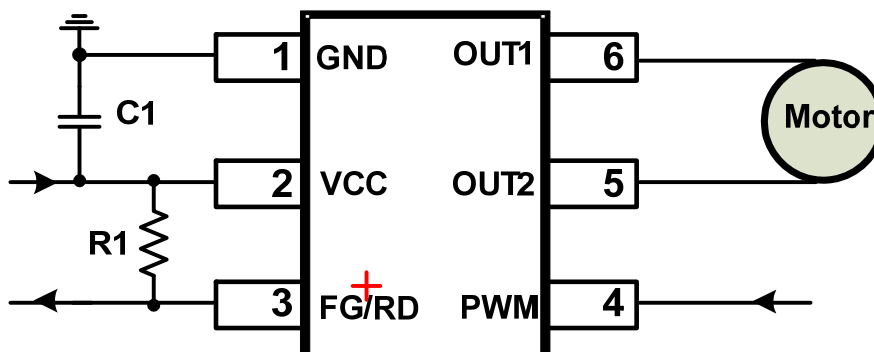 1 GND OUT1 6
C1 Motor
2 VCC OUT2 5
R1
3 FG/RD PWM 4